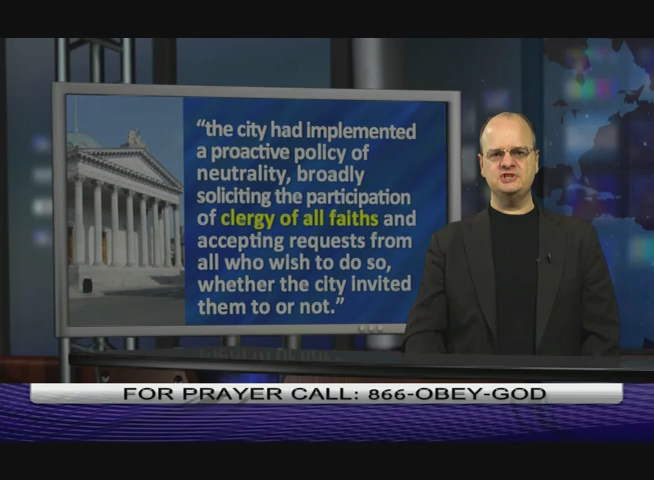 “the city had implemented
a proactive policy of
neutrality, broadly
soliciting the participation
of clergy of all faiths and
accepting requests from
all who wish to do so,
whether the city invited
them to or not.”
FOR PRAYER CALL: 866-OBEY-GOD